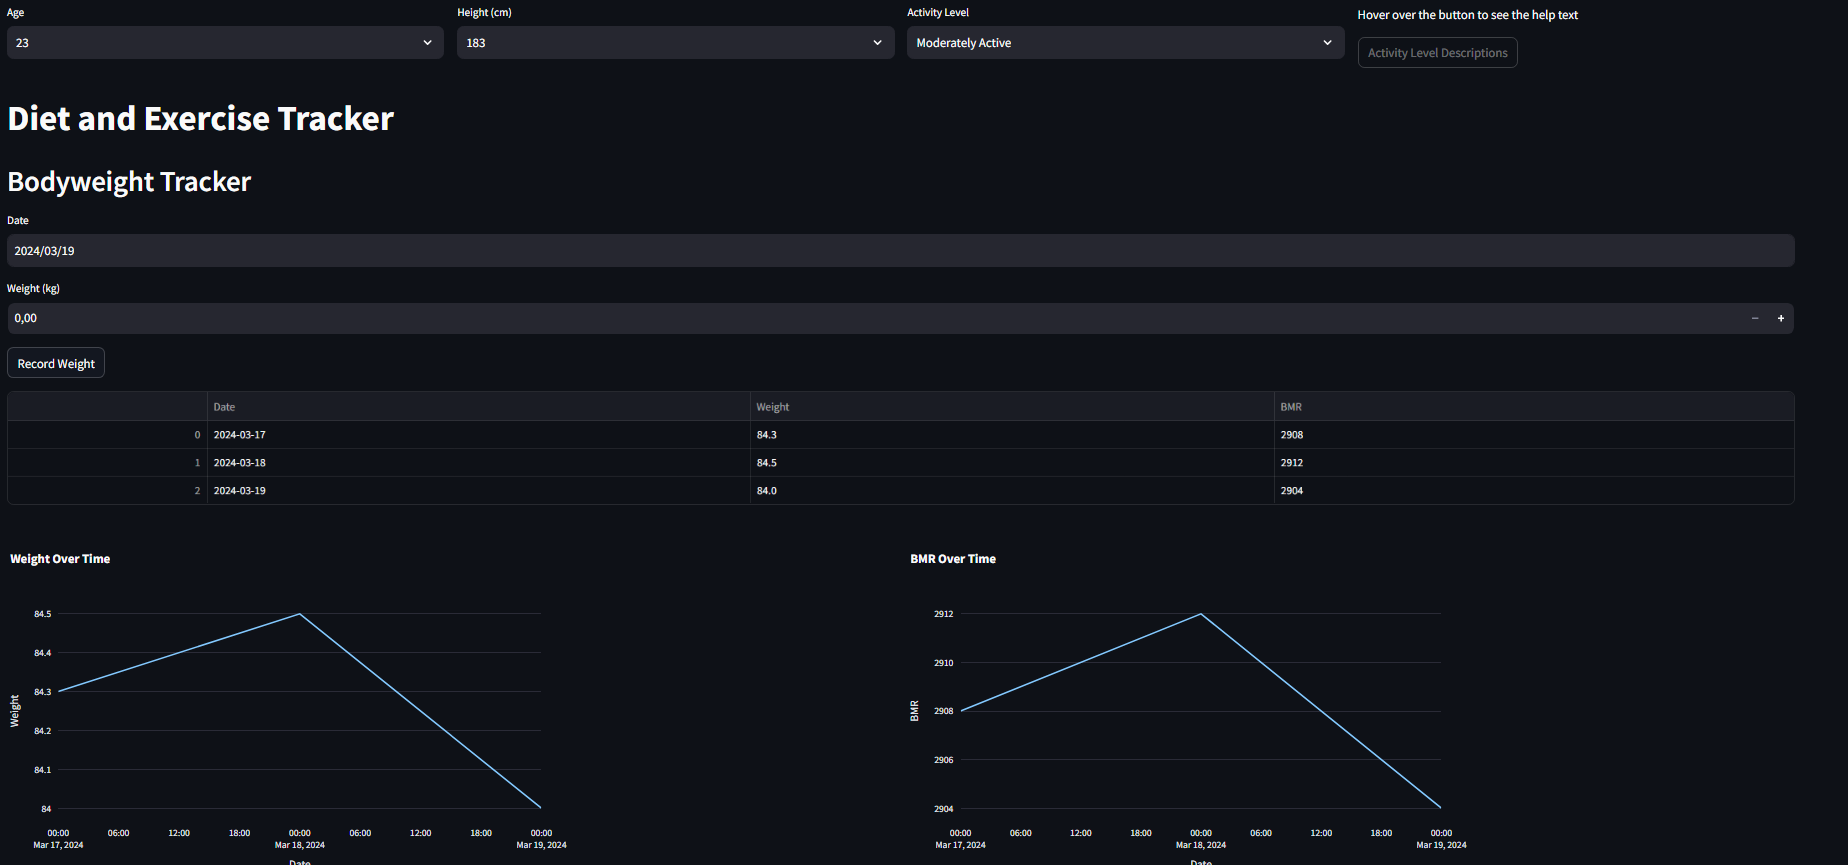 Age
Height (cm)
Activity Level
Hover over the button to see the help text
23
183
Moderately Active
Activity Level Descriptions
Diet and Exercise Tracker
Bodyweight Tracker
Date
2024/03/19
Weight (kg)
0,00
Record Weight
Date Weight BMR
0 2024-03-17 84.3 2908
1 2024-03-18 84.5 2912
2 2024-03-19 84.0 2904
Weight Over Time
84.5
84.4
84.3
84.2
84.1
84
Weight
00:00 06:00 12:00 18:00 00:00 06:00 12:00 18:00 00:00
Mar 17, 2024 Mar 18, 2024 Mar 19, 2024
Date
BMR Over Time
2912
2910
2908
2906
2904
BMR
00:00 06:00 12:00 18:00 00:00 06:00 12:00 18:00 00:00
Mar 17, 2024 Mar 18, 2024 Mar 19, 2024
Date